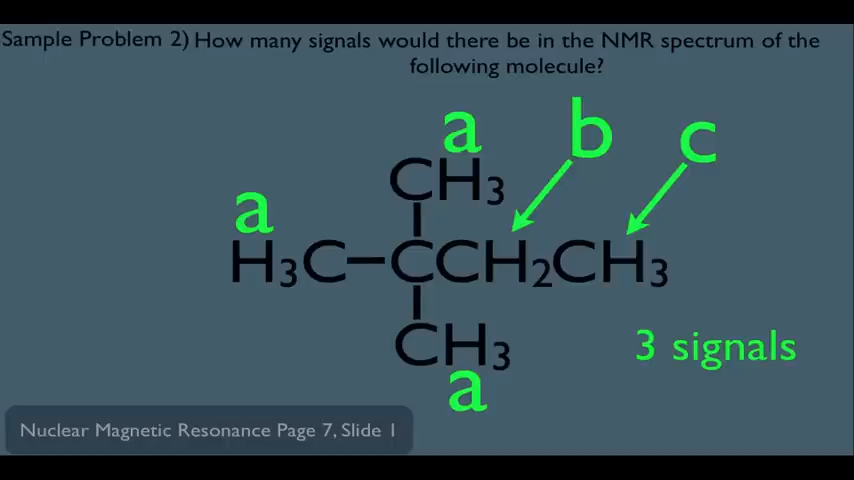 Sample Problem 2) How many signals would there be in the NMR spectrum of the
following molecule?
a
b
c
CH₃
a
H₃C–CCH₂CH₃
CH₃
3 signals
a
Nuclear Magnetic Resonance Page 7, Slide 1